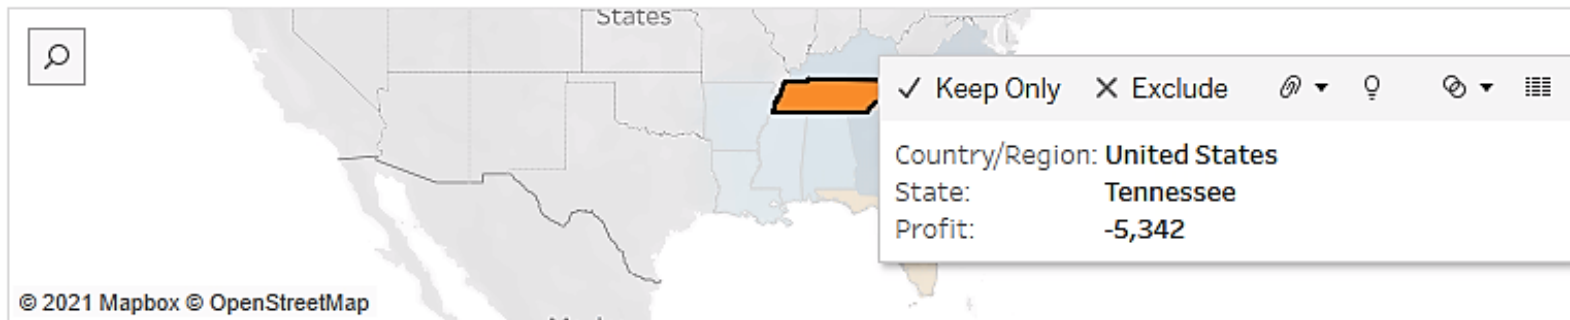 States
Keep Only Exclude
Country/Region: United States
State: Tennessee
Profit: -5,342
© 2021 Mapbox © OpenStreetMap